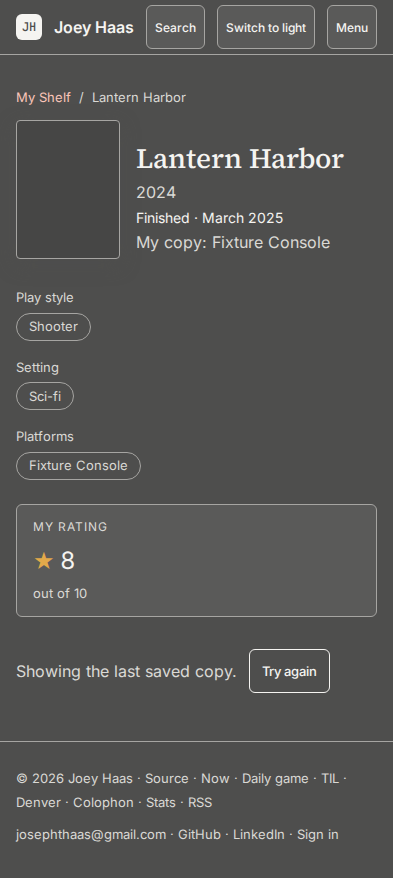 JH Joey Haas Search Switch to light Menu
My Shelf / Lantern Harbor
Lantern Harbor
2024
Finished · March 2025
My copy: Fixture Console
Play style
Shooter
Setting
Sci-fi
Platforms
Fixture Console
MY RATING
★ 8
out of 10
Showing the last saved copy. Try again
© 2026 Joey Haas · Source · Now · Daily game · TIL ·
Denver · Colophon · Stats · RSS
josephthaas@gmail.com · GitHub · LinkedIn · Sign in